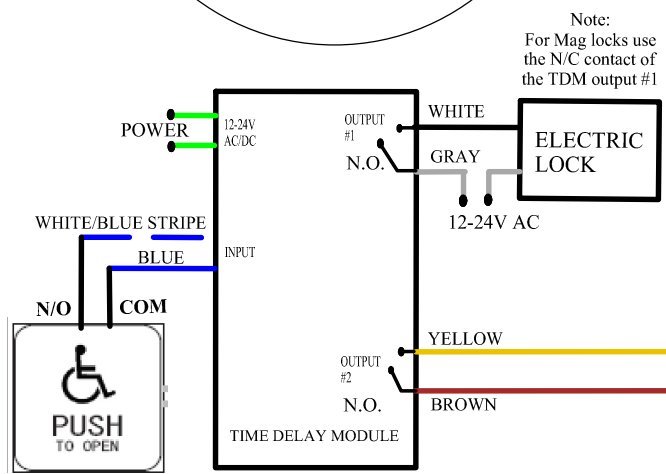 Note:
For Mag locks use
the N/C contact of
the TDM output #1
POWER
12-24V
AC/DC
OUTPUT
#1
N.O.
WHITE
GRAY
ELECTRIC
LOCK
12-24V AC
WHITE/BLUE STRIPE
BLUE
INPUT
N/O
COM
PUSH
TO OPEN
OUTPUT
#2
N.O.
YELLOW
BROWN
TIME DELAY MODULE